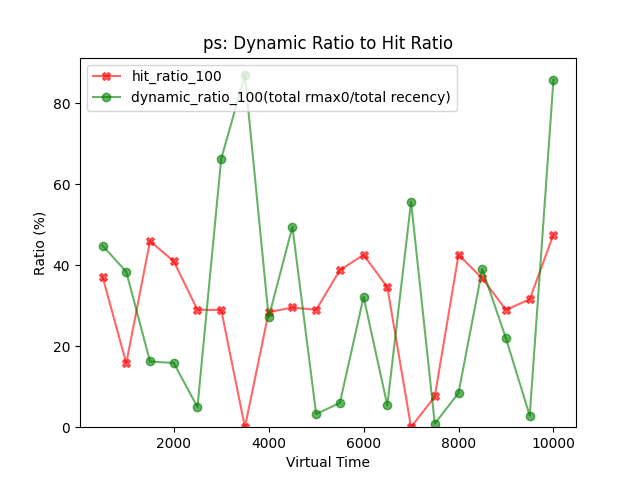 ps: Dynamic Ratio to Hit Ratio
hit_ratio_100
dynamic_ratio_100(total rmax0/total recency)
Ratio (%)
80
60
40
20
0
2000 4000 6000 8000 10000
Virtual Time